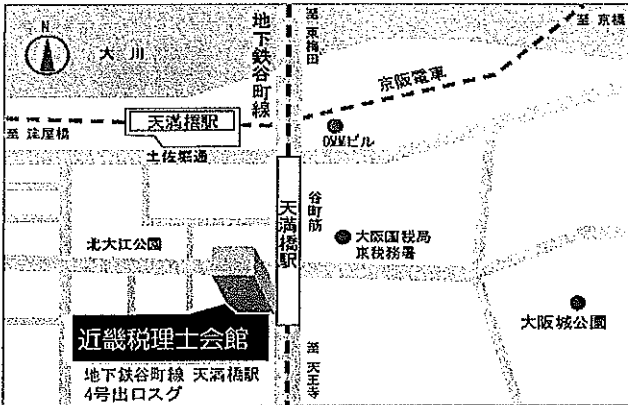 N
大川
地下鉄谷町線
至 東梅田
至 京橋
京阪電車
天満橋駅
至 淀屋橋
OMMビル
土佐堀通
谷町筋
天満橋駅
北大江公園
大阪国税局
東税務署
大阪城公園
近畿税理士会館
地下鉄谷町線 天満橋駅
4号出口スグ
至 天王寺